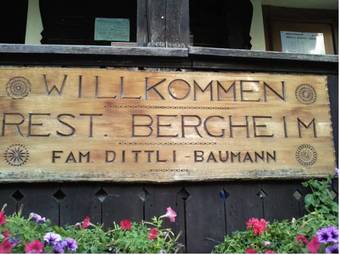 WILLKOMMEN
REST. BERGHEIM
FAM DITTLI-BAUMANN